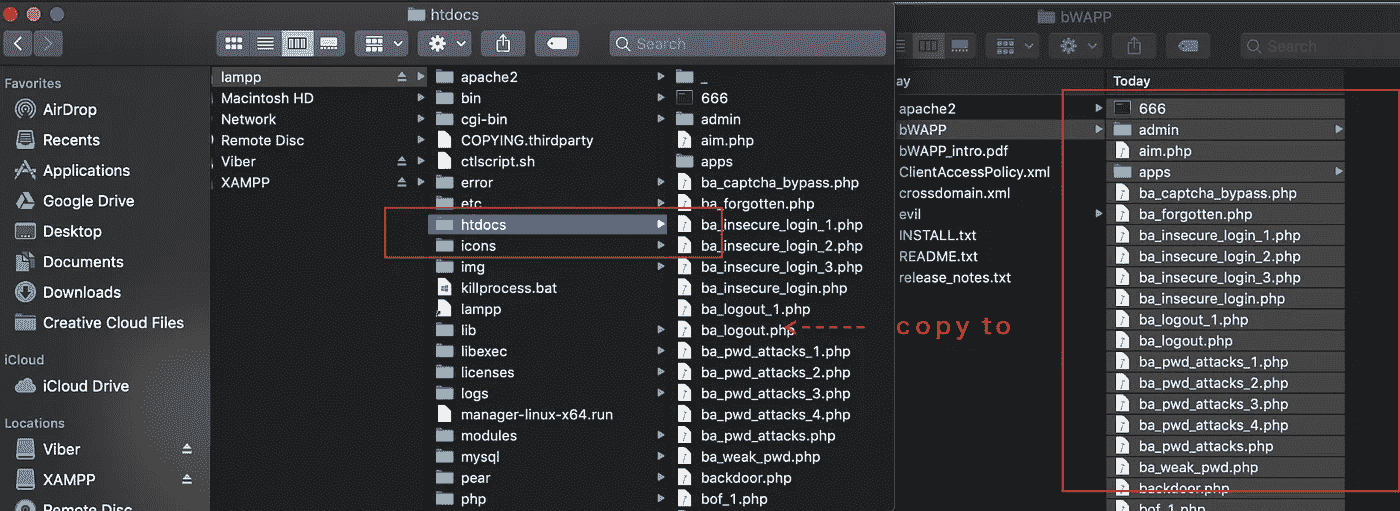 htdocs
Search
Favorites
AirDrop
Recents
Applications
Google Drive
Desktop
Documents
Downloads
Creative Cloud Files
iCloud
iCloud Drive
Locations
Viber
XAMPP
Remote Disc
lampp
Macintosh HD
Network
Remote Disc
Viber
XAMPP
apache2
bin
cgi-bin
COPYING.thirdparty
ctlscript.sh
error
etc
htdocs
icons
img
killprocess.bat
lampp
lib
libexec
licenses
logs
manager-linux-x64.run
modules
mysql
pear
php
_
666
admin
aim.php
apps
ba_captcha_bypass.php
ba_forgotten.php
ba_insecure_login_1.php
ba_insecure_login_2.php
ba_insecure_login_3.php
ba_insecure_login.php
ba_logout_1.php
ba_logout.php
ba_pwd_attacks_1.php
ba_pwd_attacks_2.php
ba_pwd_attacks_3.php
ba_pwd_attacks_4.php
ba_pwd_attacks.php
ba_weak_pwd.php
backdoor.php
bof_1.php
copy to
bWAPP
Search
ay
Today
apache2
bWAPP
bWAPP_intro.pdf
ClientAccessPolicy.xml
crossdomain.xml
evil
INSTALL.txt
README.txt
release_notes.txt
666
admin
aim.php
apps
ba_captcha_bypass.php
ba_forgotten.php
ba_insecure_login_1.php
ba_insecure_login_2.php
ba_insecure_login_3.php
ba_insecure_login.php
ba_logout_1.php
ba_logout.php
ba_pwd_attacks_1.php
ba_pwd_attacks_2.php
ba_pwd_attacks_3.php
ba_pwd_attacks_4.php
ba_pwd_attacks.php
ba_weak_pwd.php
backdoor.php
bof_1.php